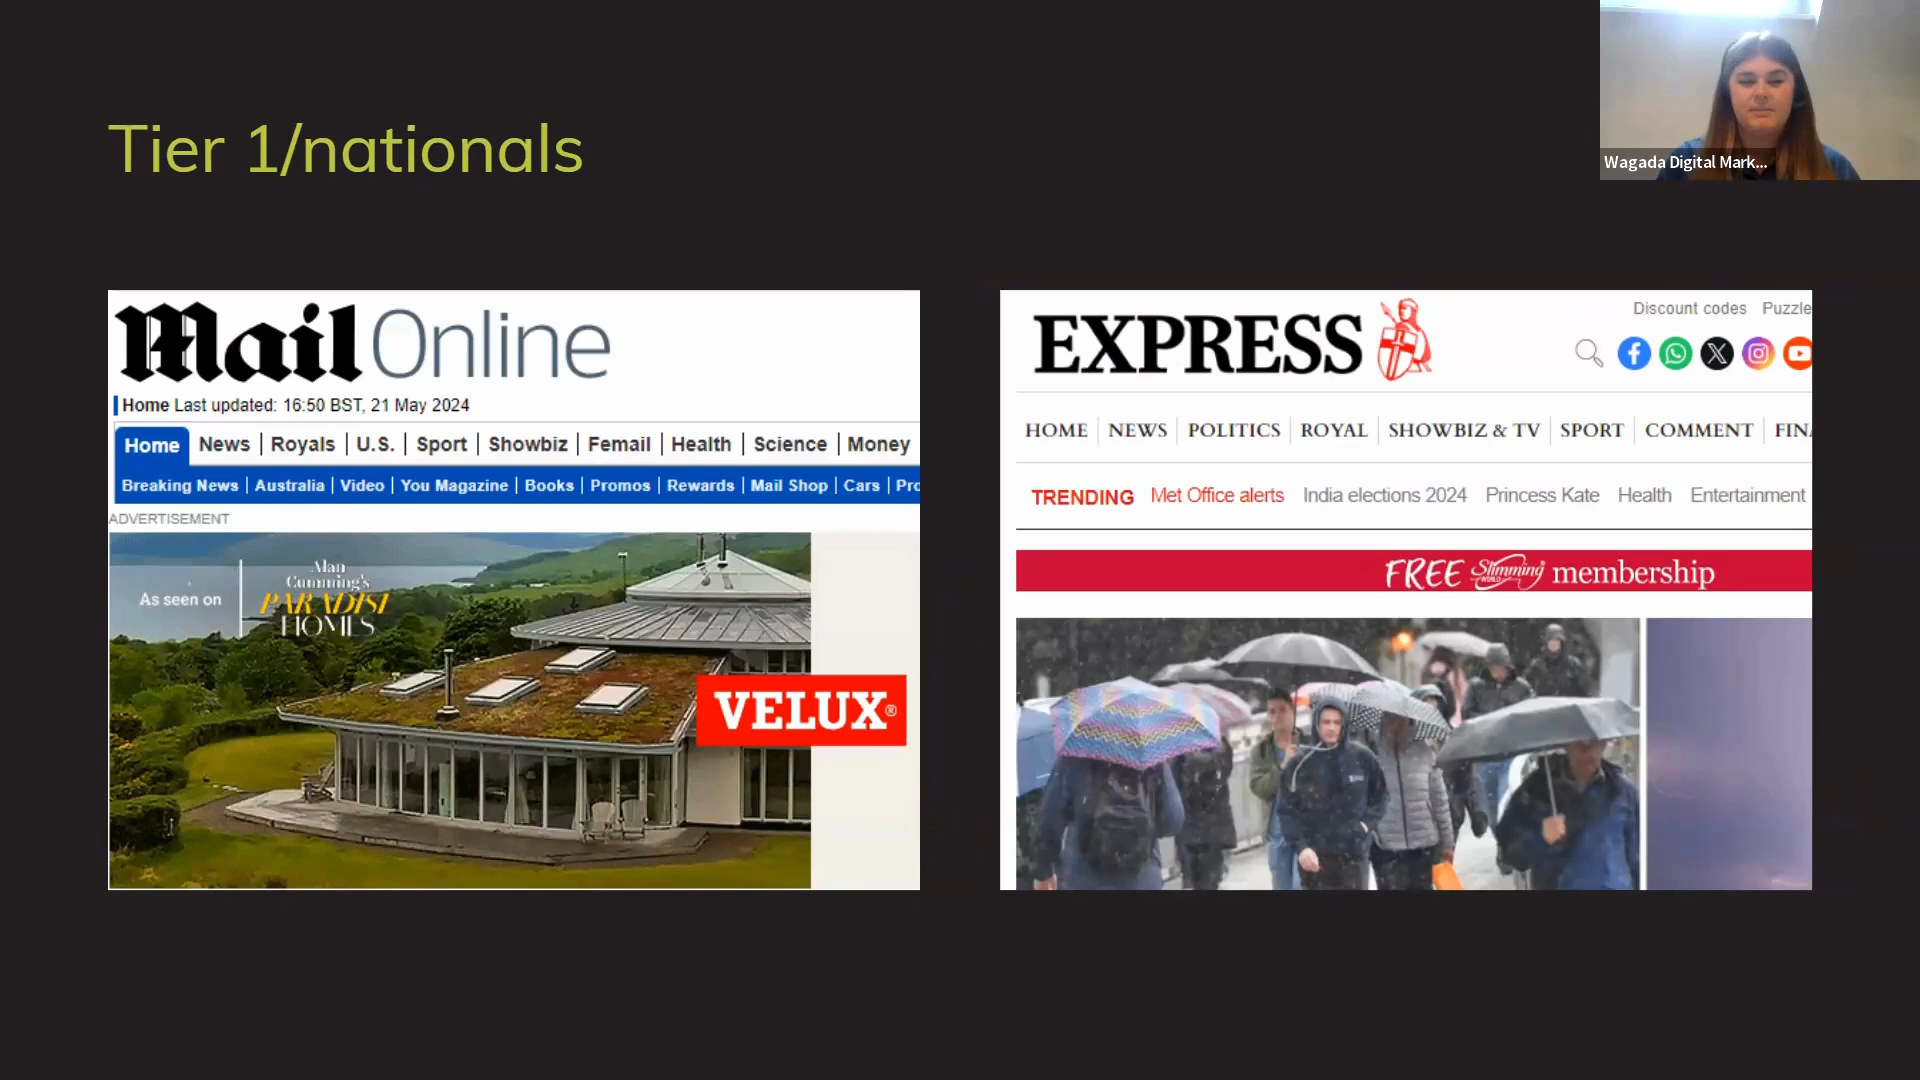 Tier 1/nationals
Wagada Digital Mark...
Mail Online
Home Last updated: 16:50 BST, 21 May 2024
Home News | Royals | U.S. | Sport | Showbiz | Femail | Health | Science | Money
Breaking News | Australia | Video | You Magazine | Books | Promos | Rewards | Mail Shop | Cars | Pro
ADVERTISEMENT
As seen on
Alan
Cumming's
PARADISE
HOMES
VELUX®
EXPRESS
Discount codes Puzzle
HOME NEWS POLITICS ROYAL SHOWBIZ & TV SPORT COMMENT FINA
TRENDING Met Office alerts India elections 2024 Princess Kate Health Entertainment
FREE Slimming WORLD membership